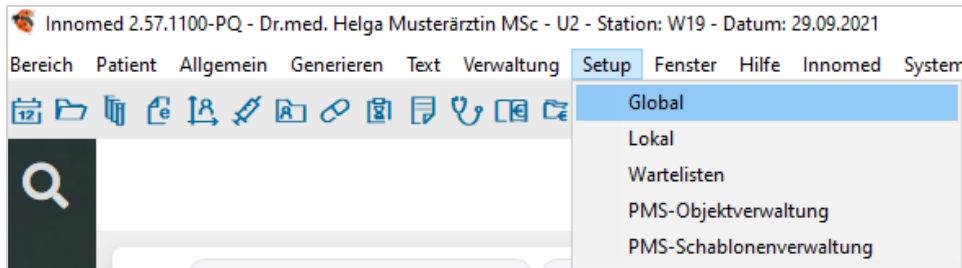 Innomed 2.57.1100-PQ - Dr.med. Helga Musterärztin MSc - U2 - Station: W19 - Datum: 29.09.2021
Bereich Patient Allgemein Generieren Text Verwaltung Setup Fenster Hilfe Innomed System
12 e A € €
Global
Lokal
Wartelisten
PMS-Objektverwaltung
PMS-Schablonenverwaltung